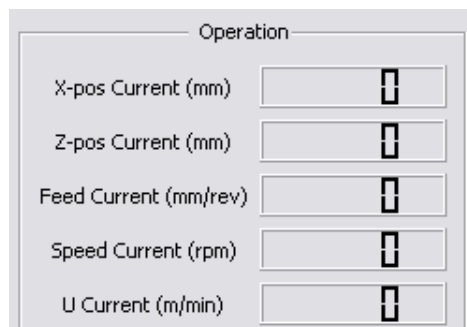 Operation
X-pos Current (mm) 0
Z-pos Current (mm) 0
Feed Current (mm/rev) 0
Speed Current (rpm) 0
U Current (m/min) 0